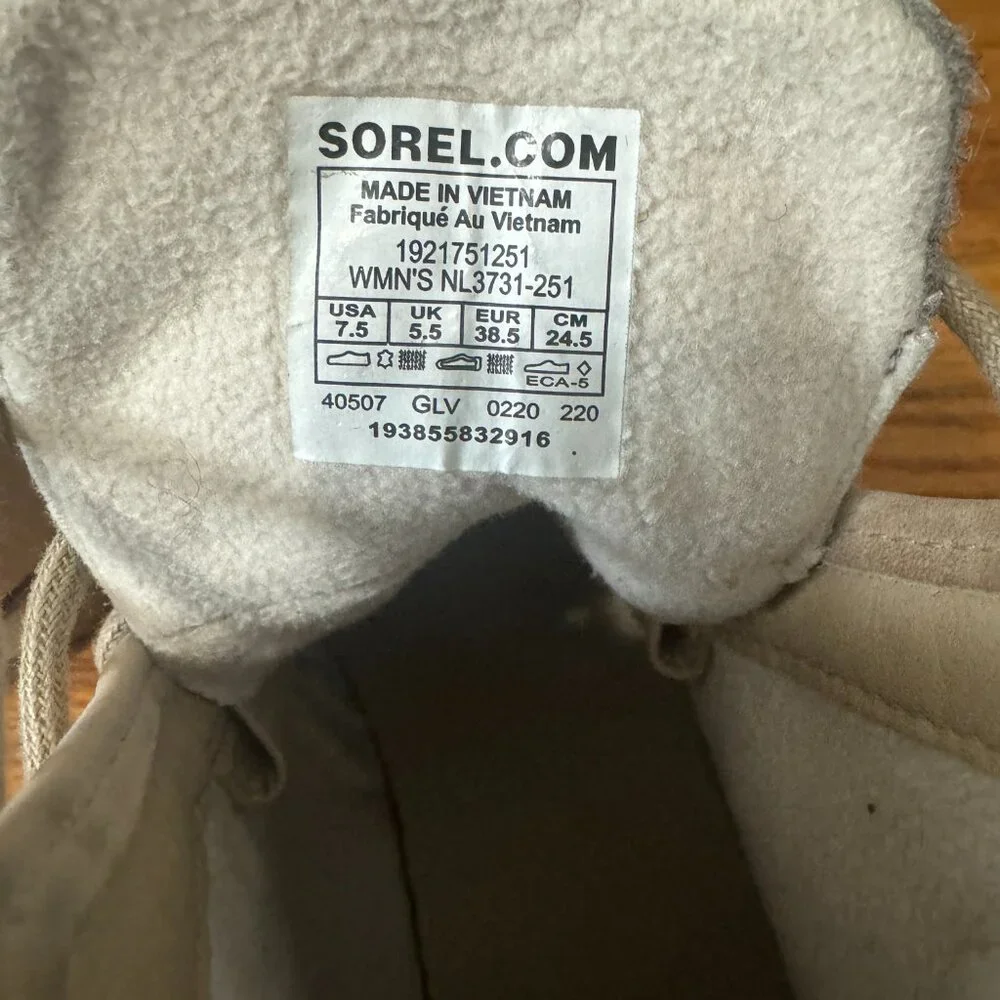 SOREL.COM
MADE IN VIETNAM
Fabriqué Au Vietnam
1921751251
WMN'S NL3731-251
USA UK EUR CM
7.5 5.5 38.5 24.5
ECA-5
40507 GLV 0220 220
193855832916